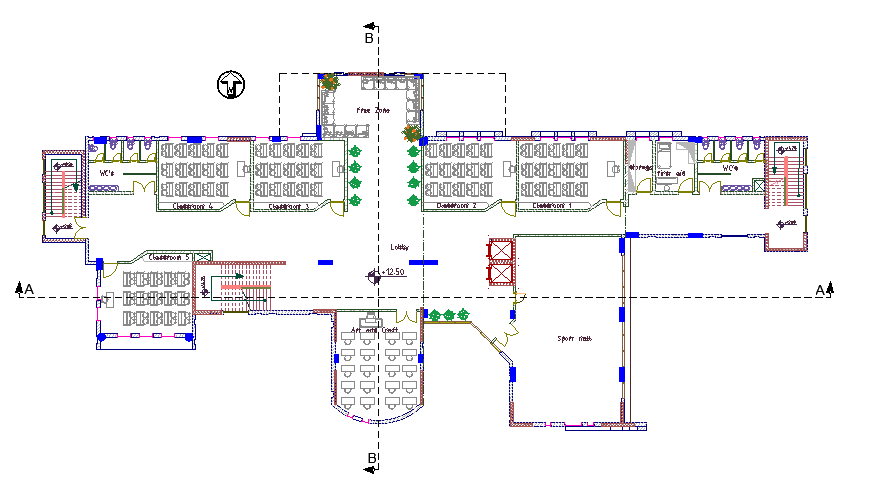 B
Free Zone
WC's
Classroom 4
Classroom 3
Classroom 2
Classroom 1
Storage
First aid
WC's
Lobby
Classroom 5
+12.50
A
A
Art and Craft
Sport hall
B